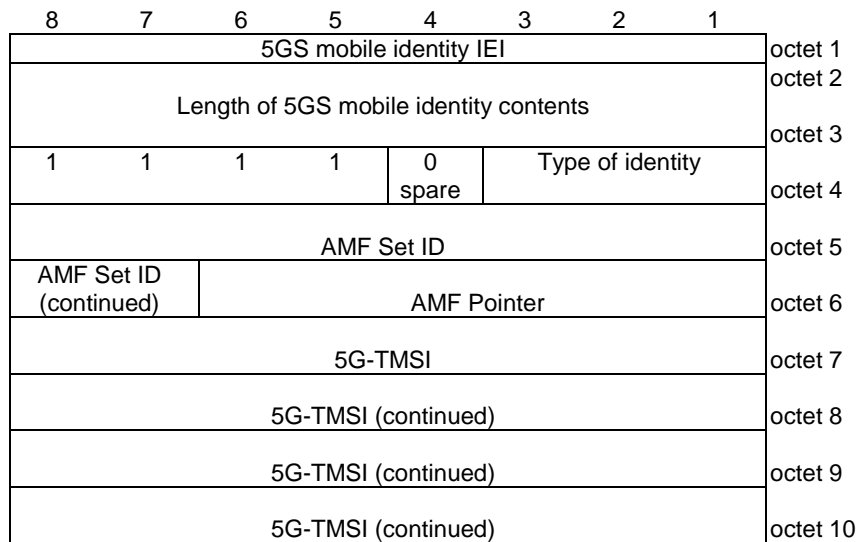 8 7 6 5 4 3 2 1
5GS mobile identity IEI octet 1
octet 2
Length of 5GS mobile identity contents
octet 3
1 1 1 1 0 Type of identity
spare octet 4
AMF Set ID octet 5
AMF Set ID
(continued) AMF Pointer octet 6
5G-TMSI octet 7
5G-TMSI (continued) octet 8
5G-TMSI (continued) octet 9
5G-TMSI (continued) octet 10